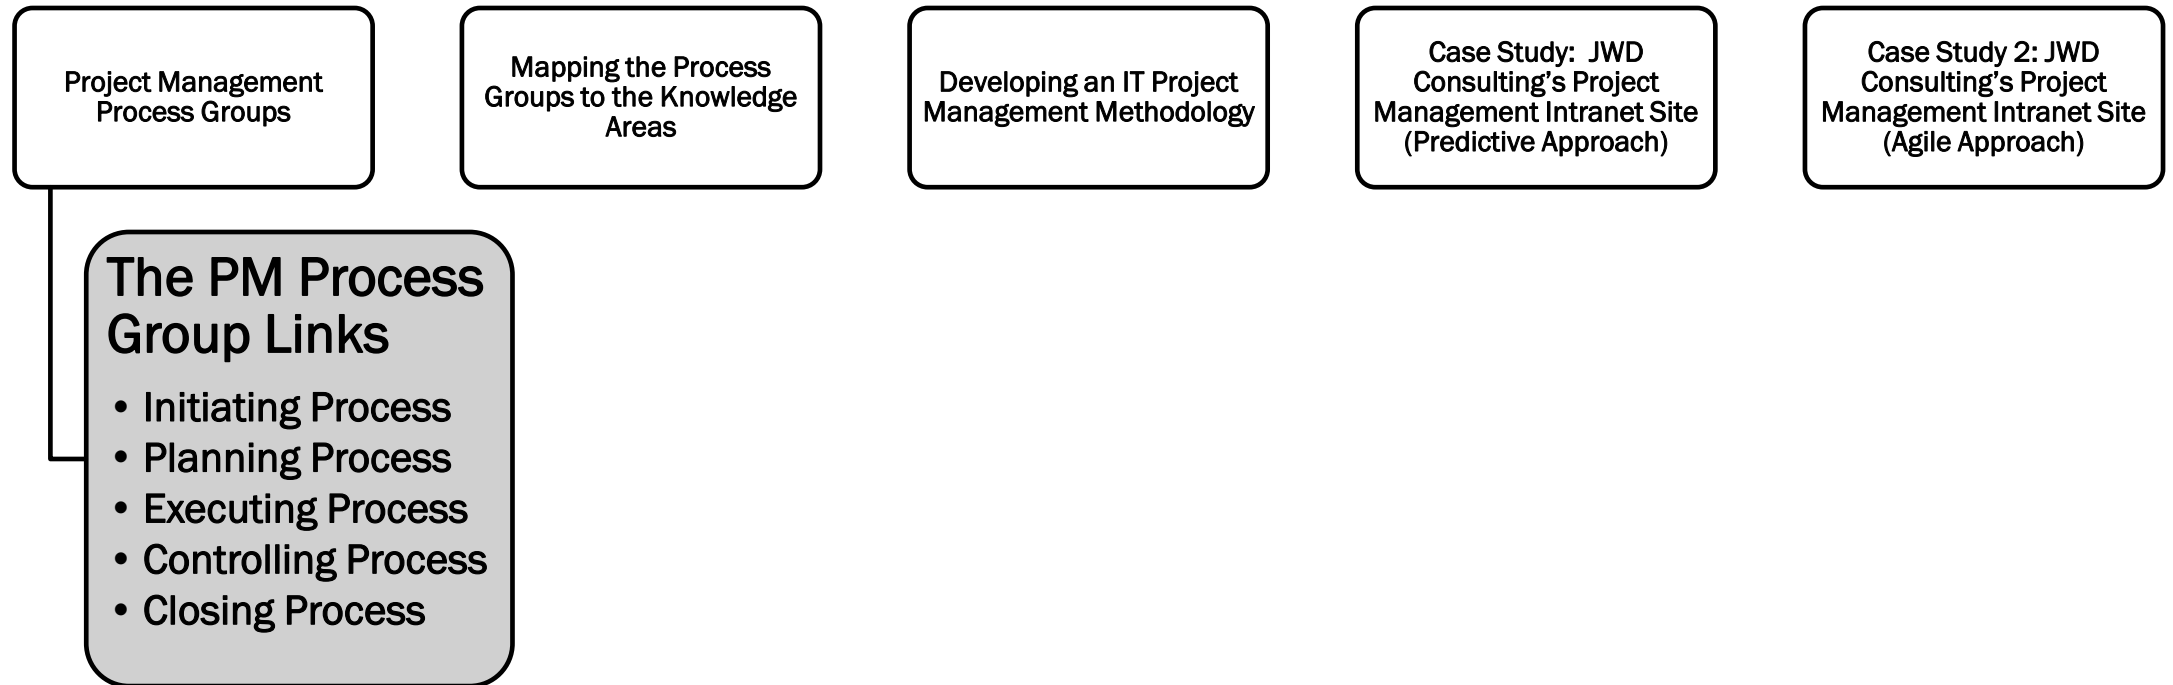 Project Management
Process Groups
Mapping the Process
Groups to the Knowledge
Areas
Developing an IT Project
Management Methodology
Case Study:  JWD
Consulting’s Project
Management Intranet Site
(Predictive Approach)
Case Study 2: JWD
Consulting’s Project
Management Intranet Site
(Agile Approach)
The PM Process
Group Links
• Initiating Process
• Planning Process
• Executing Process
• Controlling Process
• Closing Process